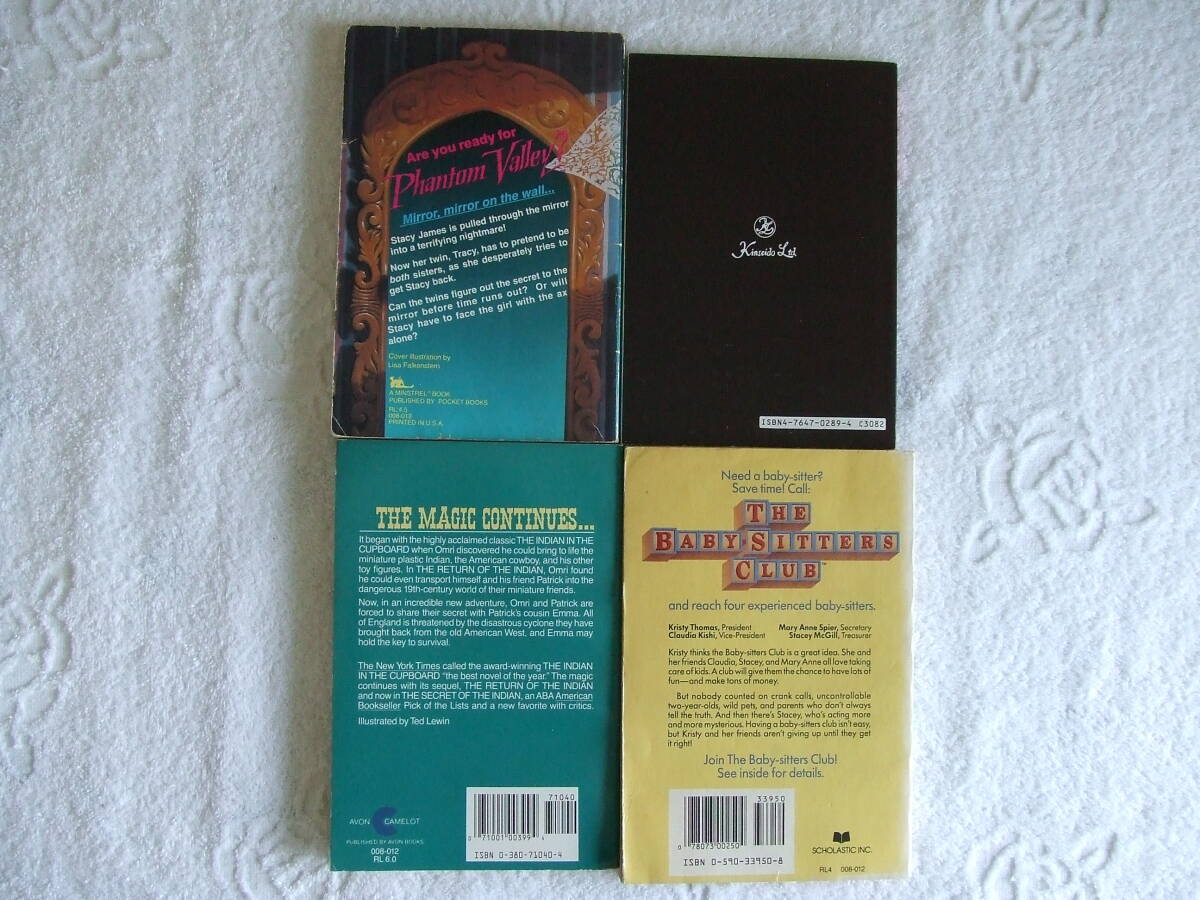 Are you ready for
Phantom Valley?
Mirror, mirror on the wall...
Stacy James is pulled through the mirror
into a terrifying nightmare!
Now her twin, Tracy, has to pretend to be
both sisters, as she desperately tries to
get Stacy back.
Can the twins figure out the secret to the
mirror before time runs out? Or will
Stacy have to face the girl with the ax
alone?
Cover illustration by
Lisa Falkenstern
A MINSTREL® BOOK
PUBLISHED BY POCKET BOOKS
RL 4.5
008-012
PRINTED IN U.S.A.
Kinseido Ltd.
ISBN4-7647-0289-4 C3082
THE MAGIC CONTINUES...
It began with the highly acclaimed classic THE INDIAN IN THE
CUPBOARD when Omri discovered he could bring to life the
miniature plastic Indian, the American cowboy, and his other
toy figures. In THE RETURN OF THE INDIAN, Omri found
he could even transport himself and his friend Patrick into the
dangerous 19th-century world of their miniature friends.
Now, in an incredible new adventure, Omri and Patrick are
forced to share their secret with Patrick's cousin Emma. All
of England is threatened by the disastrous cyclone they have
brought back from the old American West, and Emma may
hold the key to survival.
The New York Times called the award-winning THE INDIAN
IN THE CUPBOARD "the best novel of the year." The magic
continues with its sequel, THE RETURN OF THE INDIAN
and now in THE SECRET OF THE INDIAN, an ABA American
Bookseller Pick of the Lists and a new favorite with critics.
Illustrated by Ted Lewin
AVON CAMELOT
PUBLISHED BY AVON BOOKS
008-012
RL 6.0
71040
0 71001 00399 4
ISBN 0-380-71040-4
Need a baby-sitter?
Save time! Call:
THE
BABY-SITTERS
CLUB™
and reach four experienced baby-sitters.
Kristy Thomas, President Mary Anne Spier, Secretary
Claudia Kishi, Vice-President Stacey McGill, Treasurer
Kristy thinks the Baby-sitters Club is a great idea. She and
her friends Claudia, Stacey, and Mary Anne all love taking
care of kids. A club will give them the chance to have lots of
fun—and make tons of money.
But nobody counted on crank calls, uncontrollable
two-year-olds, wild pets, and parents who don't always
tell the truth. And then there's Stacey, who's acting more
and more mysterious. Having a baby-sitters club isn't easy,
but Kristy and her friends aren't giving up until they get
it right!
Join The Baby-sitters Club!
See inside for details.
33950
0 78073 00250
ISBN 0-590-33950-8
SCHOLASTIC INC.
RL4 008-012